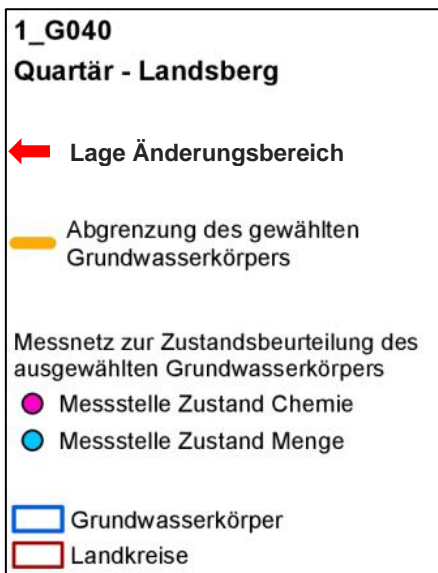 1_G040
Quartär - Landsberg
Lage Änderungsbereich
Abgrenzung des gewählten
Grundwasserkörpers
Messnetz zur Zustandsbeurteilung des
ausgewählten Grundwasserkörpers
Messstelle Zustand Chemie
Messstelle Zustand Menge
Grundwasserkörper
Landkreise